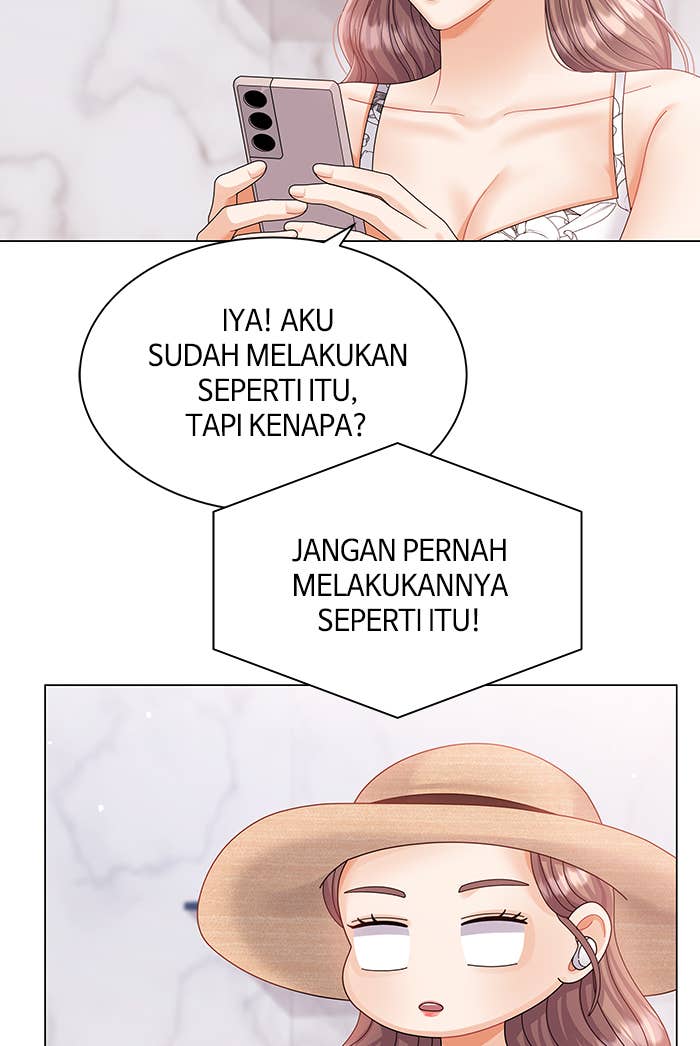 IYA! AKU
SUDAH MELAKUKAN
SEPERTI ITU,
TAPI KENAPA?
JANGAN PERNAH
MELAKUKANNYA
SEPERTI ITU!